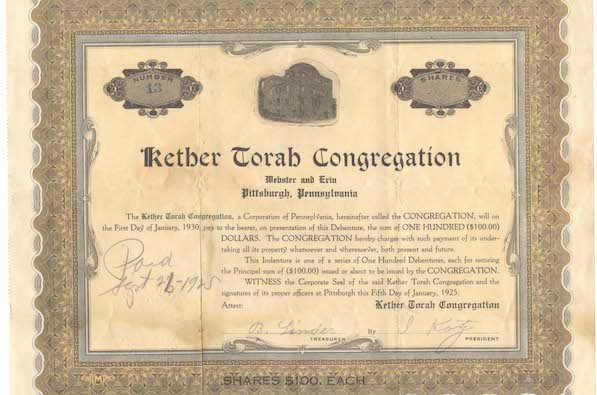 NUMBER
13
SHARES
Kether Torah Congregation
Webster and Erin
Pittsburgh, Pennsylvania
The Kether Torah Congregation, a Corporation of Pennsylvania, hereinafter called the CONGREGATION, will on
the First Day of January, 1930, pay to the bearer, on presentation of this Debenture, the sum of ONE HUNDRED ($100.00)
DOLLARS. The CONGREGATION hereby charges with such payment of its under-
taking all its property whatsoever and wheresoever, both present and future.
This Indenture is one of a series of One Hundred Debentures, each for securing
the Principal sum of ($100.00) issued or about to be issued by the CONGREGATION.
WITNESS the Corporate Seal of the said Kether Torah Congregation and the
signatures of its proper officers at Pittsburgh this Fifth Day of January, 1925.
Paid
Sept 26-1925
Attest: Kether Torah Congregation
B. Linder By
TREASURER PRESIDENT
SHARES $100. EACH